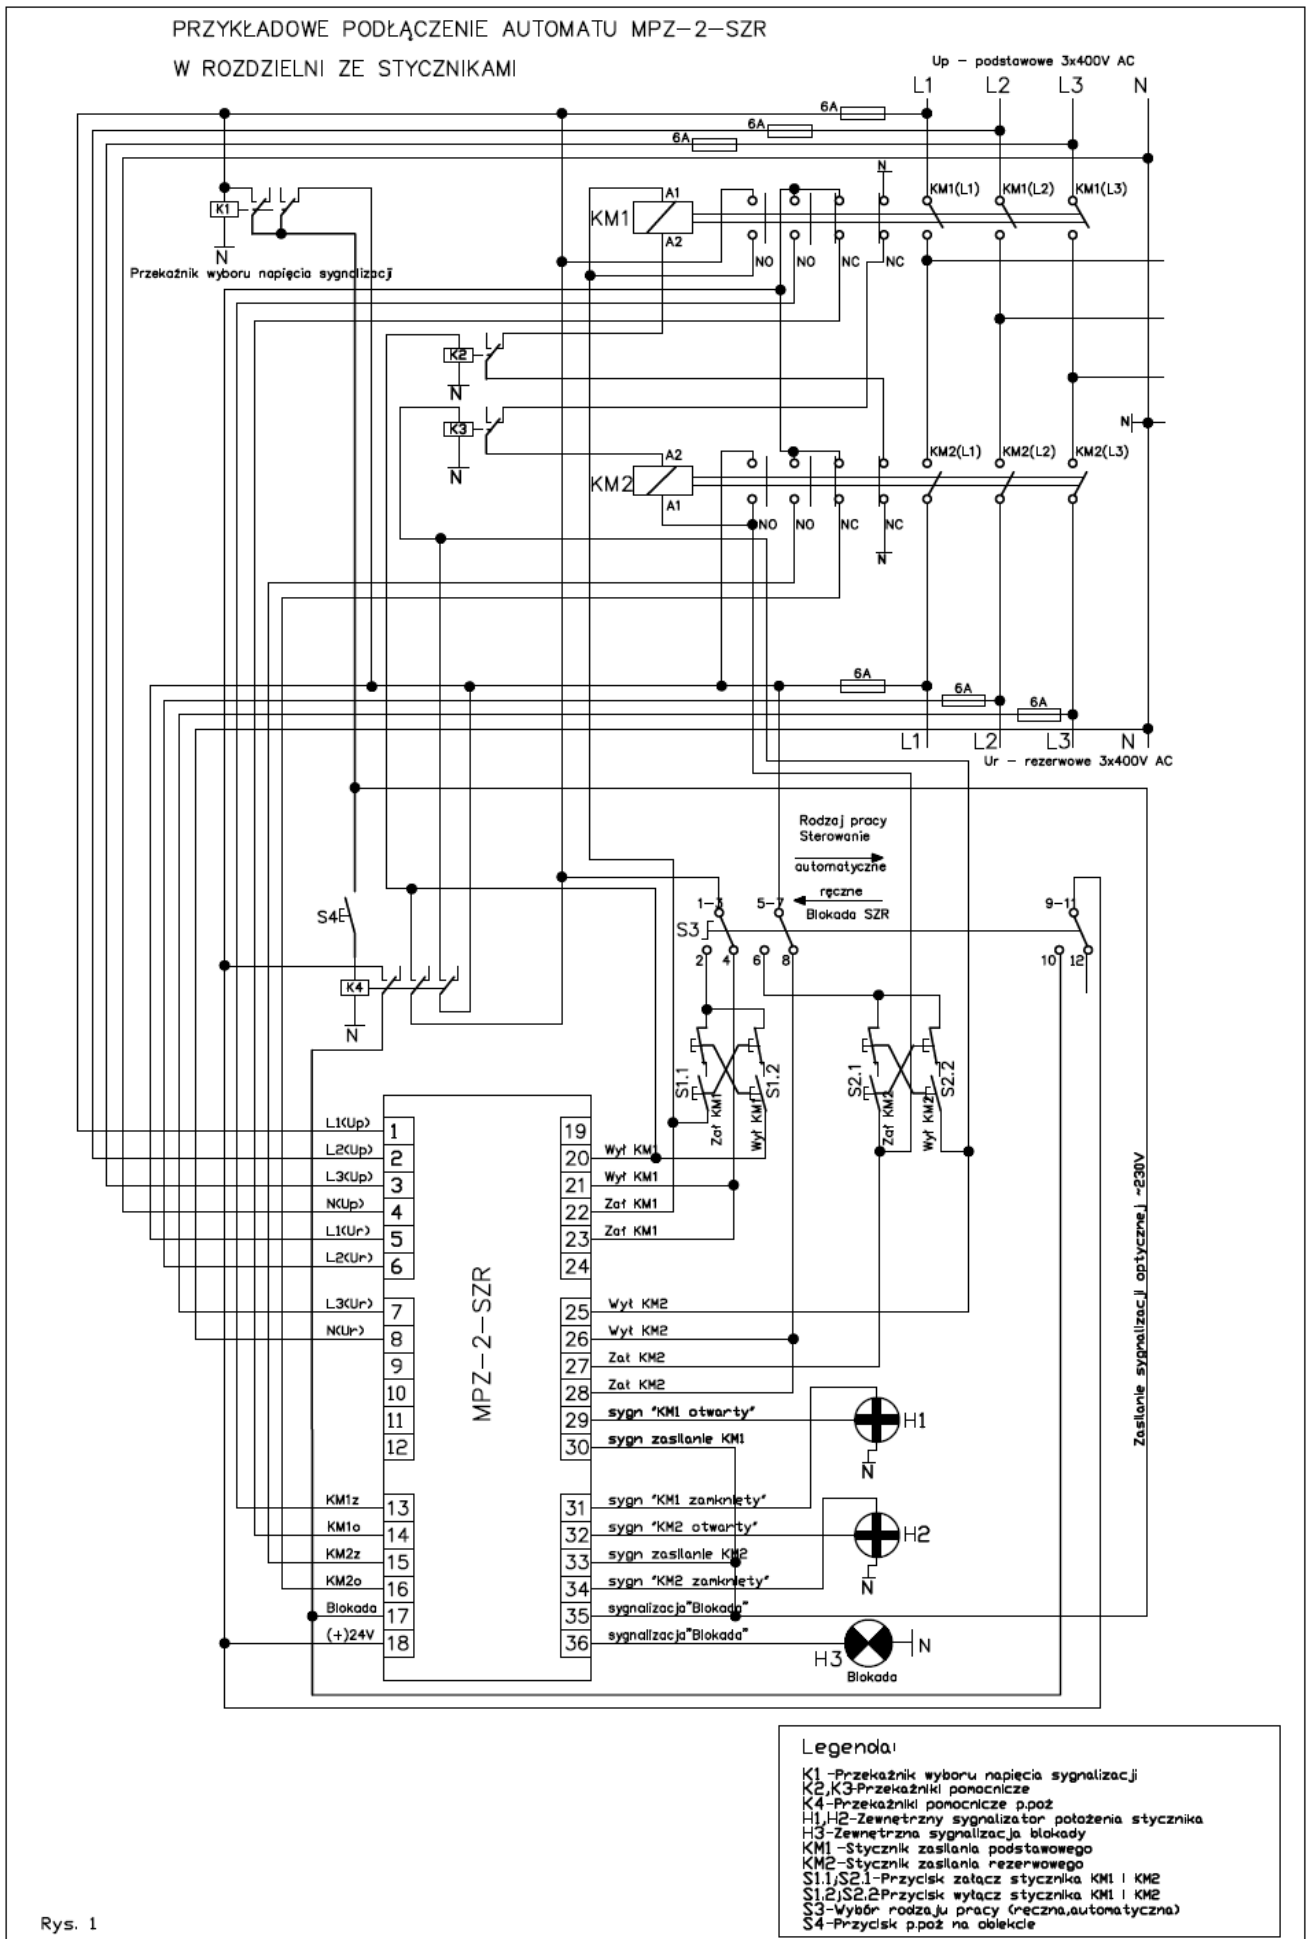 PRZYKŁADOWE PODŁĄCZENIE AUTOMATU MPZ-2-SZR
W ROZDZIELNI ZE STYCZNIKAMI
Up - podstawowe 3x400V AC
L1 L2 L3 N
6A
6A
6A
N
KM1(L1) KM1(L2) KM1(L3)
K1
A1
KM1
A2
N
NO NO NC NC
Przekaźnik wyboru napięcia sygnalizacji
K2
N
K3
N
N
A2
KM2(L1) KM2(L2) KM2(L3)
KM2
A1
NO NO NC NC
N
6A
6A
6A
L1 L2 L3 N
Ur - rezerwowe 3x400V AC
Rodzaj pracy
Sterowanie
automatyczne
ręczne
Blokada SZR
1-3 5-7 9-11
S4
S3
2 4 6 8 10 12
K4
N
S1.1 S1.2 S2.1 S2.2
Zał KM1 Wył KM1 Zał KM2 Wył KM2
Zasilanie sygnalizacji optycznej ~230V
MPZ-2-SZR
L1(Up) 1
L2(Up) 2
L3(Up) 3
N(Up) 4
L1(Ur) 5
L2(Ur) 6
L3(Ur) 7
N(Ur) 8
9
10
11
12
KM1z 13
KM1o 14
KM2z 15
KM2o 16
Blokada 17
(+)24V 18
19
20 Wył KM1
21 Wył KM1
22 Zał KM1
23 Zał KM1
24
25 Wył KM2
26 Wył KM2
27 Zał KM2
28 Zał KM2
29 sygn "KM1 otwarty"
30 sygn zasilanie KM1
31 sygn "KM1 zamknięty"
32 sygn "KM2 otwarty"
33 sygn zasilanie KM2
34 sygn "KM2 zamknięty"
35 sygnalizacja"Blokada"
36 sygnalizacja"Blokada"
H1
N
H2
N
H3
N
Blokada
Legenda:
K1 -Przekaźnik wyboru napięcia sygnalizacji
K2,K3-Przekaźniki pomocnicze
K4-Przekaźniki pomocnicze p.poż
H1,H2-Zewnętrzny sygnalizator położenia stycznika
H3-Zewnętrzna sygnalizacja blokady
KM1 -Stycznik zasilania podstawowego
KM2-Stycznik zasilania rezerwowego
S1.1;S2.1-Przycisk załącz stycznika KM1 i KM2
S1.2;S2.2-Przycisk wyłącz stycznika KM1 i KM2
S3-Wybór rodzaju pracy (ręczna,automatyczna)
S4-Przycisk p.poż na obiekcie
Rys. 1